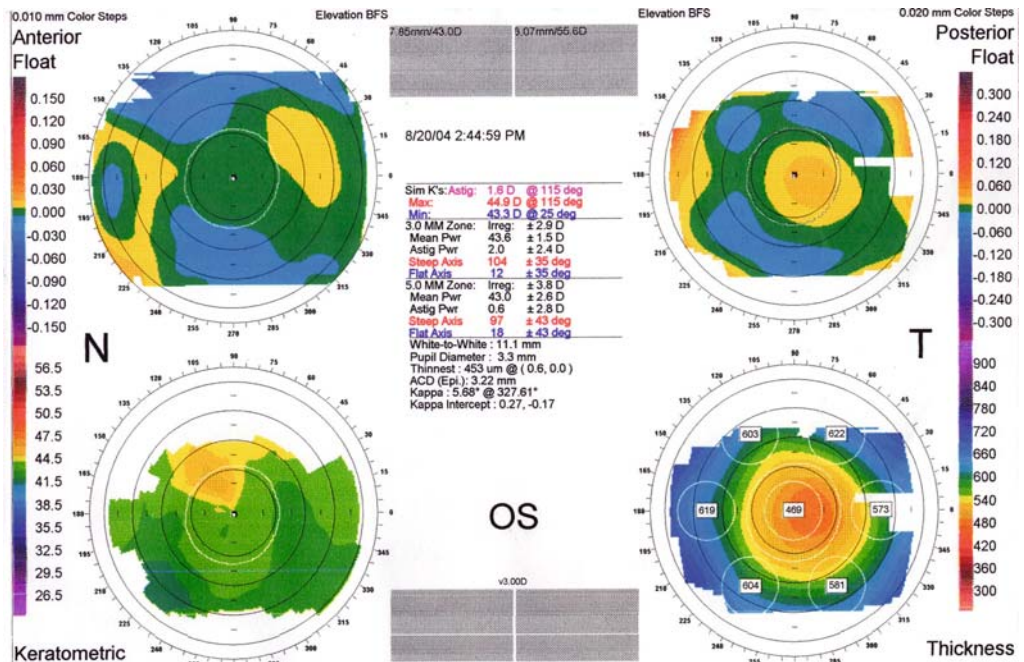 0.010 mm Color Steps
Elevation BFS
Elevation BFS
0.020 mm Color Steps
Anterior
Float
7.85mm/43.0D
6.07mm/55.6D
Posterior
Float
0.150
0.120
0.090
0.060
0.030
0.000
-0.030
-0.060
-0.090
-0.120
-0.150
0.300
0.240
0.180
0.120
0.060
0.000
-0.060
-0.120
-0.180
-0.240
-0.300
8/20/04 2:44:59 PM
Sim K's: Astig: 1.6 D @ 115 deg
Max: 44.9 D @ 115 deg
Min: 43.3 D @ 25 deg
3.0 MM Zone: Irreg: ± 2.9 D
Mean Pwr 43.6 ± 1.5 D
Astig Pwr 2.0 ± 2.4 D
Steep Axis 104 ± 35 deg
Flat Axis 12 ± 35 deg
5.0 MM Zone: Irreg: ± 3.8 D
Mean Pwr 43.0 ± 2.6 D
Astig Pwr 0.6 ± 2.8 D
Steep Axis 97 ± 43 deg
Flat Axis 18 ± 43 deg
White-to-White : 11.1 mm
Pupil Diameter : 3.3 mm
Thinnest : 453 um @ ( 0.6, 0.0 )
ACD (Epi.): 3.22 mm
Kappa : 5.68° @ 327.61°
Kappa Intercept : 0.27, -0.17
N
T
OS
v3.00D
56.5
53.5
50.5
47.5
44.5
41.5
38.5
35.5
32.5
29.5
26.5
900
840
780
720
660
600
540
480
420
360
300
603
622
619
469
573
604
581
Keratometric
Thickness